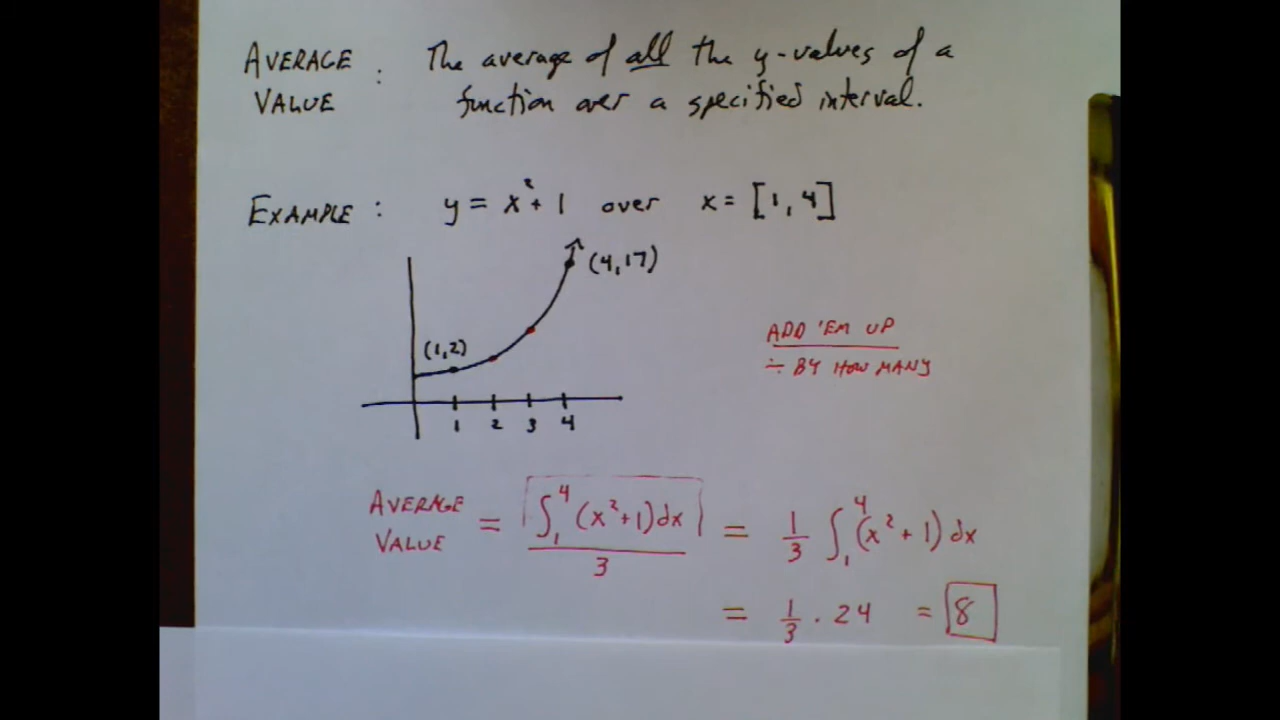 AVERAGE VALUE : The average of all the y-values of a
function over a specified interval.
EXAMPLE : y = x² + 1 over x = [1, 4]
(4, 17)
(1, 2)
1 2 3 4
ADD 'EM UP
÷ BY HOW MANY
AVERAGE VALUE = ∫₁⁴ (x² + 1) dx / 3 = 1/3 ∫₁⁴ (x² + 1) dx
= 1/3 · 24 = 8